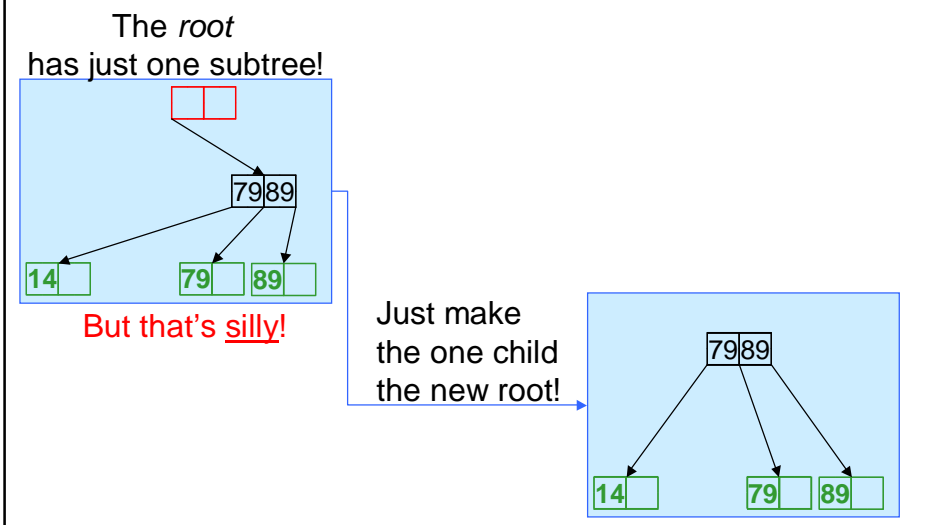 The root
has just one subtree!
79 89
14 79 89
But that's silly!
Just make
the one child
the new root!
79 89
14 79 89